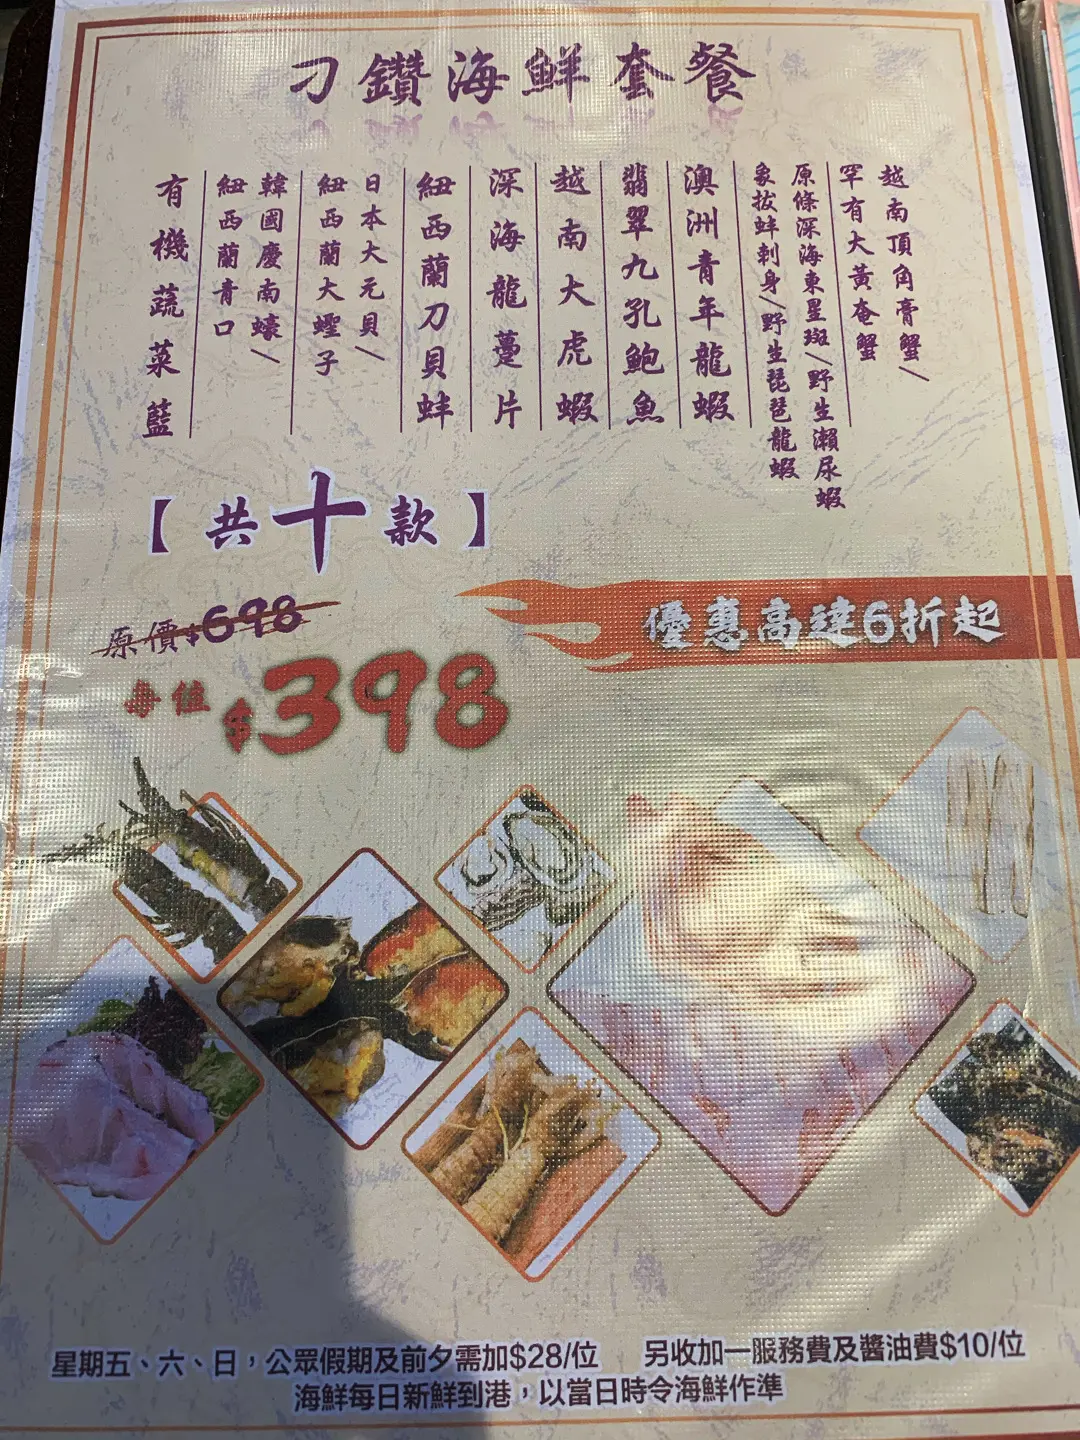 刁鑽海鮮套餐
越南頂角膏蟹/
罕有大黃奄蟹
原條深海東星斑/野生瀨尿蝦
象拔蚌刺身/野生琵琶龍蝦
澳洲青年龍蝦
翡翠九孔鮑魚
越南大虎蝦
深海龍躉片
紐西蘭刀貝蚌
日本大元貝/
紐西蘭大蟶子
韓國慶南蠔/
紐西蘭青口
有機蔬菜籃
【共十款】
優惠高達6折起
原價$698
每位$398
星期五、六、日，公眾假期及前夕需加$28/位 另收加一服務費及醬油費$10/位
海鮮每日新鮮到港，以當日時令海鮮作準